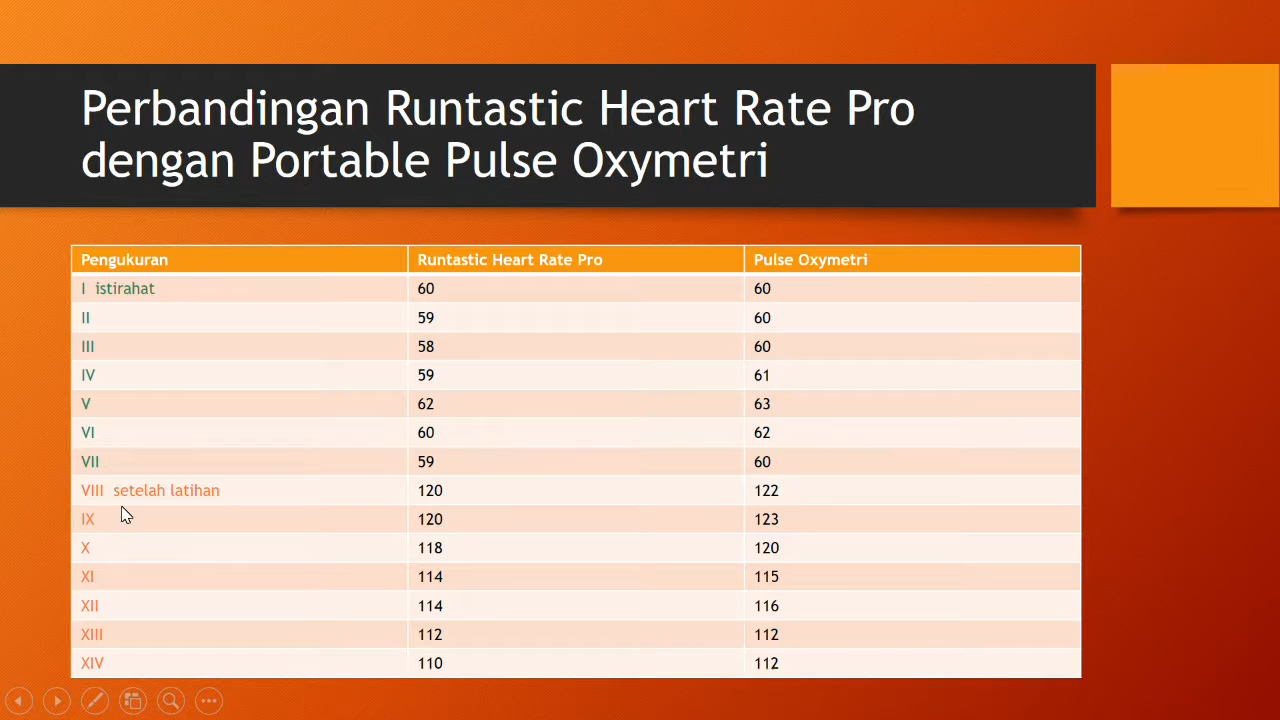 Perbandingan Runtastic Heart Rate Pro
dengan Portable Pulse Oxymetri
Pengukuran Runtastic Heart Rate Pro Pulse Oxymetri
I istirahat 60 60
II 59 60
III 58 60
IV 59 61
V 62 63
VI 60 62
VII 59 60
VIII setelah latihan 120 122
IX 120 123
X 118 120
XI 114 115
XII 114 116
XIII 112 112
XIV 110 112